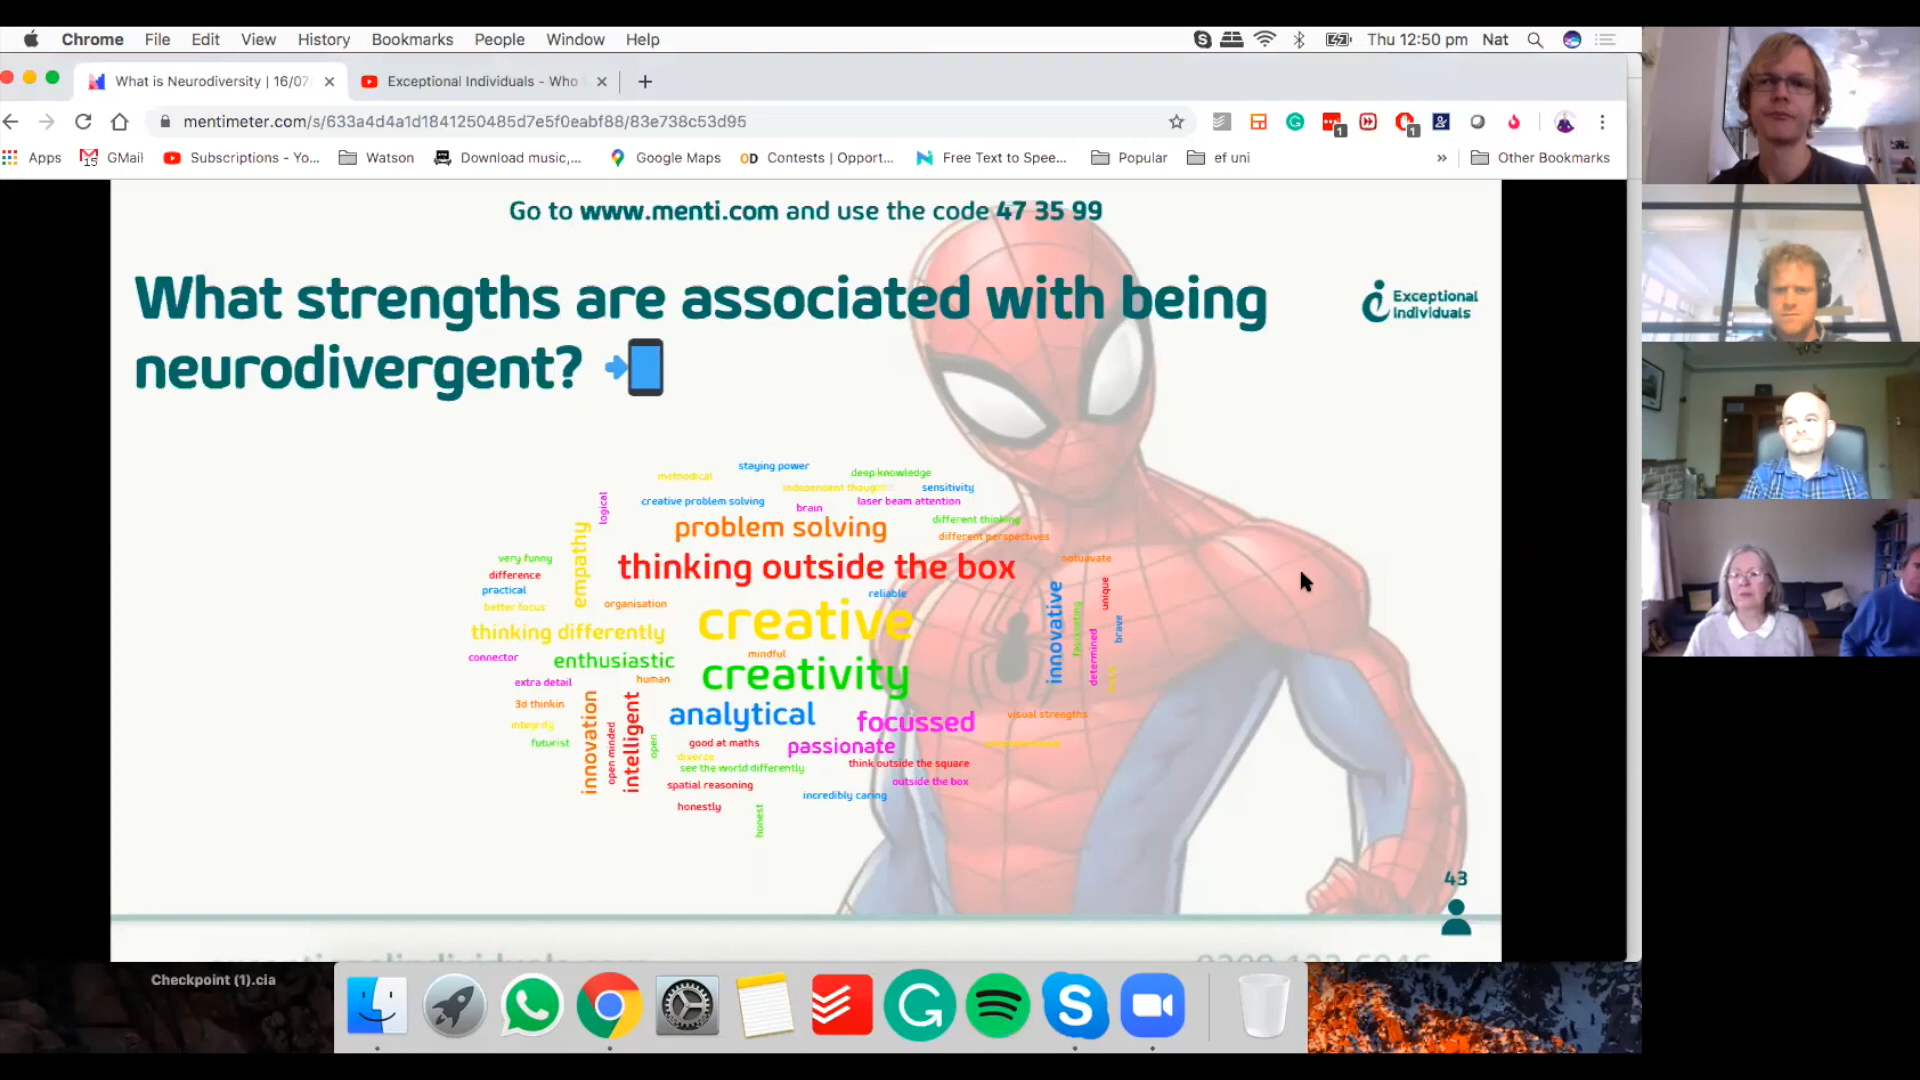 Chrome File Edit View History Bookmarks People Window Help Thu 12:50 pm Nat
What is Neurodiversity | 16/07 Exceptional Individuals - Who
mentimeter.com/s/633a4d4a1d1841250485d7e5f0eabf88/83e738c53d95
1 1
Apps 15 GMail Subscriptions - Yo... Watson Download music,... Google Maps OD Contests | Opport... Free Text to Spee... Popular ef uni » Other Bookmarks
Go to www.menti.com and use the code 47 35 99
What strengths are associated with being
neurodivergent?
Exceptional
Individuals
staying power
methodical
deep knowledge
independent thought
sensitivity
creative problem solving
laser beam attention
logical
brain
problem solving
different thinking
different perspectives
empathy
very funny
thinking outside the box
difference
practical
reliable
better focus
organisation
innovative
unique
creative
brave
thinking differently
determined
mindful
connector
enthusiastic
creativity
extra detail
human
3d thinkin
analytical
focussed
visual strengths
integrity
innovation
intelligent
futurist
open minded
open
good at maths
passionate
diverse
see the world differently
think outside the square
spatial reasoning
outside the box
incredibly caring
honestly
honest
43
Checkpoint (1).cia